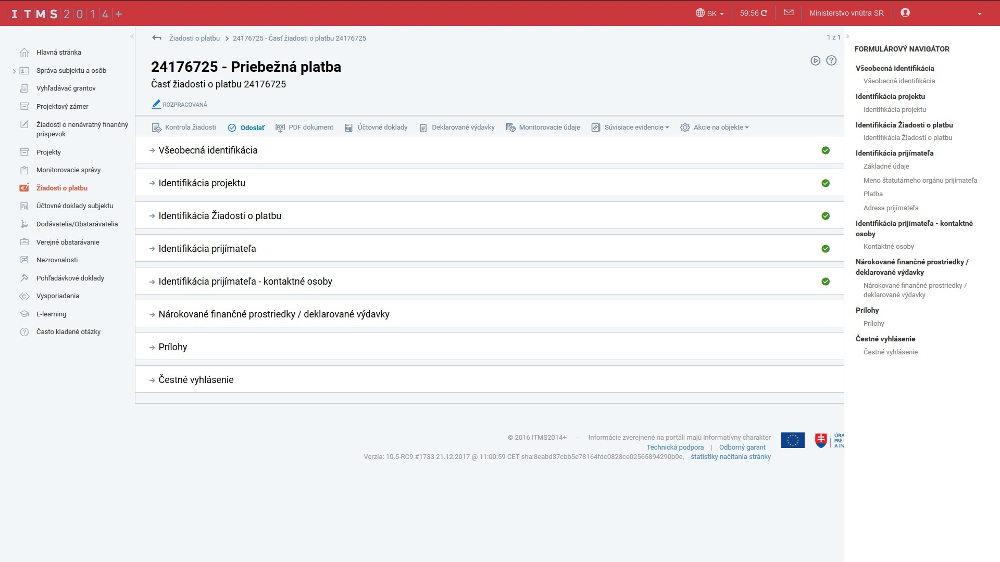 ITMS2014+
SK
59:56
Ministerstvo vnútra SR
Hlavná stránka
Správa subjektu a osôb
Vyhľadávač grantov
Projektový zámer
Žiadosti o nenávratný finančný
príspevok
Projekty
Monitorovacie správy
Žiadosti o platbu
Účtovné doklady subjektu
Dodávatelia/Obstarávatelia
Verejné obstarávanie
Nezrovnalosti
Pohľadávkové doklady
Vysporiadania
E-learning
Často kladené otázky
Žiadosti o platbu > 24176725 - Časť žiadosti o platbu 24176725
1 z 1
24176725 - Priebežná platba
Časť žiadosti o platbu 24176725
ROZPRACOVANÁ
Kontrola žiadosti Odoslať PDF dokument Účtovné doklady Deklarované výdavky Monitorovacie údaje Súvisiace evidencie Akcie na objekte
Všeobecná identifikácia
Identifikácia projektu
Identifikácia Žiadosti o platbu
Identifikácia prijímateľa
Identifikácia prijímateľa - kontaktné osoby
Nárokované finančné prostriedky / deklarované výdavky
Prílohy
Čestné vyhlásenie
© 2016 ITMS2014+ - Informácie zverejnené na portáli majú informatívny charakter
Technická podpora | Odborný garant
Verzia: 10.5-RC9 #1733 21.12.2017 @ 11:00:59 CET sha:8eabd37cbb5e78164fdc0828ce02565894290b0e, štatistiky načítania stránky
ÚRA
PRE
A IN
FORMULÁROVÝ NAVIGÁTOR
Všeobecná identifikácia
Všeobecná identifikácia
Identifikácia projektu
Identifikácia projektu
Identifikácia Žiadosti o platbu
Identifikácia Žiadosti o platbu
Identifikácia prijímateľa
Základné údaje
Meno štatutárneho orgánu prijímateľa
Platba
Adresa prijímateľa
Identifikácia prijímateľa - kontaktné
osoby
Kontaktné osoby
Nárokované finančné prostriedky /
deklarované výdavky
Nárokované finančné prostriedky /
deklarované výdavky
Prílohy
Prílohy
Čestné vyhlásenie
Čestné vyhlásenie